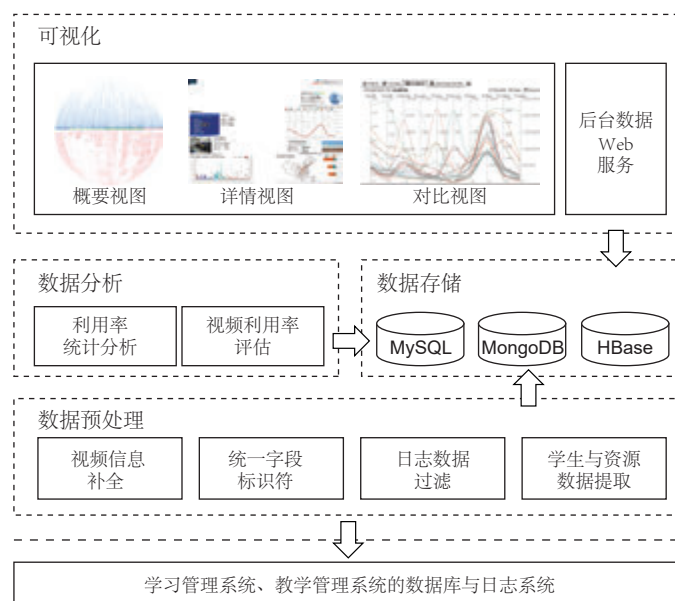 可视化
概要视图
详情视图
对比视图
后台数据
Web
服务
数据分析
利用率
统计分析
视频利用率
评估
数据存储
MySQL
MongoDB
HBase
数据预处理
视频信息
补全
统一字段
标识符
日志数据
过滤
学生与资源
数据提取
学习管理系统、教学管理系统的数据库与日志系统